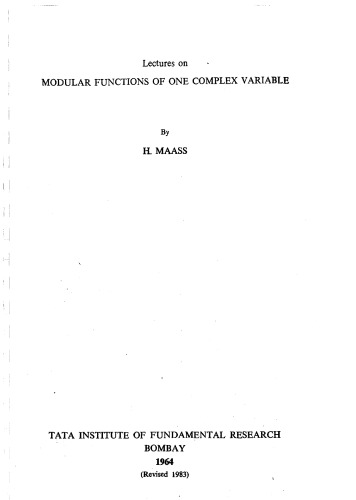 Lectures on
MODULAR FUNCTIONS OF ONE COMPLEX VARIABLE
By
H. MAASS
TATA INSTITUTE OF FUNDAMENTAL RESEARCH
BOMBAY
1964
(Revised 1983)